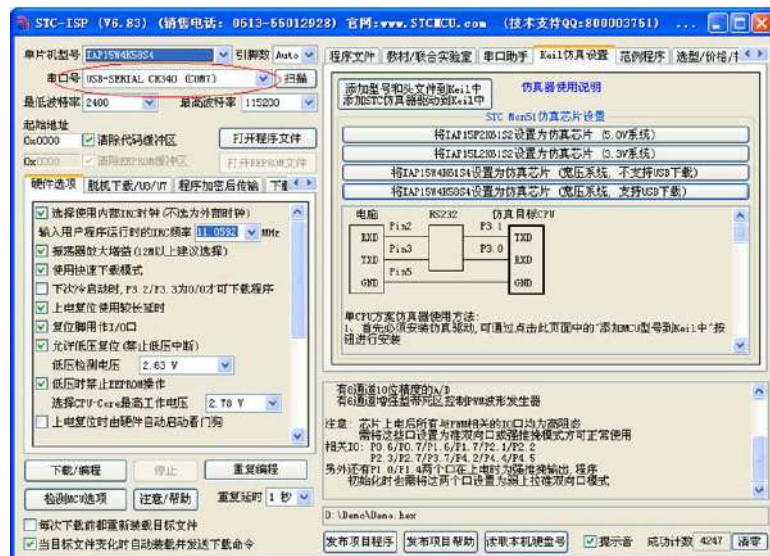 STC-ISP (V6.83) (销售电话: 0513-55012928) 官网:www.STCMCU.com (技术支持QQ:800003751) ...
单片机型号 IAP15W4K58S4 引脚数 Auto
串口号 USB-SERIAL CH340 (COM7) 扫描
最低波特率 2400 最高波特率 115200
起始地址
0x0000 清除代码缓冲区 打开程序文件
0x0000 清除EEPROM缓冲区 打开EEPROM文件
硬件选项 脱机下载/U8/U7 程序加密后传输
选择使用内部IRC时钟(不选为外部时钟)
输入用户程序运行时的IRC频率 11.0592 MHz
振荡器放大增益(12M以上建议选择)
使用快速下载模式
下次冷启动时, P3.2/P3.3为0/0才可下载程序
上电复位使用较长延时
复位脚用作I/O口
允许低压复位(禁止低压中断)
低压检测电压 2.63 V
低压时禁止EEPROM操作
选择CPU-Core最高工作电压 2.70 V
上电复位时由硬件自动启动看门狗
下载/编程 停止 重复编程
检测MCU选项 注意/帮助 重复延时 1 秒
每次下载前都重新装载目标文件
当目标文件变化时自动装载并发送下载命令
程序文件 教材/联合实验室 串口助手 Keil仿真设置 范例程序 选型/价格/
添加型号和头文件到Keil中
添加STC仿真器驱动到Keil中
仿真器使用说明
STC Mon51仿真芯片设置
将IAP15F2K61S2设置为仿真芯片 (5.0V系统)
将IAP15L2K61S2设置为仿真芯片 (3.3V系统)
将IAP15W4K61S4设置为仿真芯片 (宽压系统, 不支持USB下载)
将IAP15W4K58S4设置为仿真芯片 (宽压系统, 支持USB下载)
电脑 RS232 仿真目标CPU
Pin2 P3.1
RXD TXD
Pin3 P3.0
TXD RXD
Pin5
GND GND
单CPU方案仿真器使用方法:
1、首先必须安装仿真驱动,可通过点击此页面中的"添加MCU型号到Keil中"按
钮进行安装
有8通道10位精度的A/D
有6通道增强型带死区控制PWM波形发生器
注意: 芯片上电后所有与PWM相关的IO口均为高阻态
需将这些口设置为准双向口或强推挽模式方可正常使用
相关IO: P0.6/P0.7/P1.6/P1.7/P2.1/P2.2
P2.3/P2.7/P3.7/P4.2/P4.4/P4.5
另外还有P1.0/P1.4两个口在上电时为强推挽输出,程序
初始化时也需将这两个口设置为弱上拉准双向口模式
D:\Demo\Demo.hex
发布项目程序 发布项目帮助 读取本机硬盘号 提示音 成功计数 4247 清零